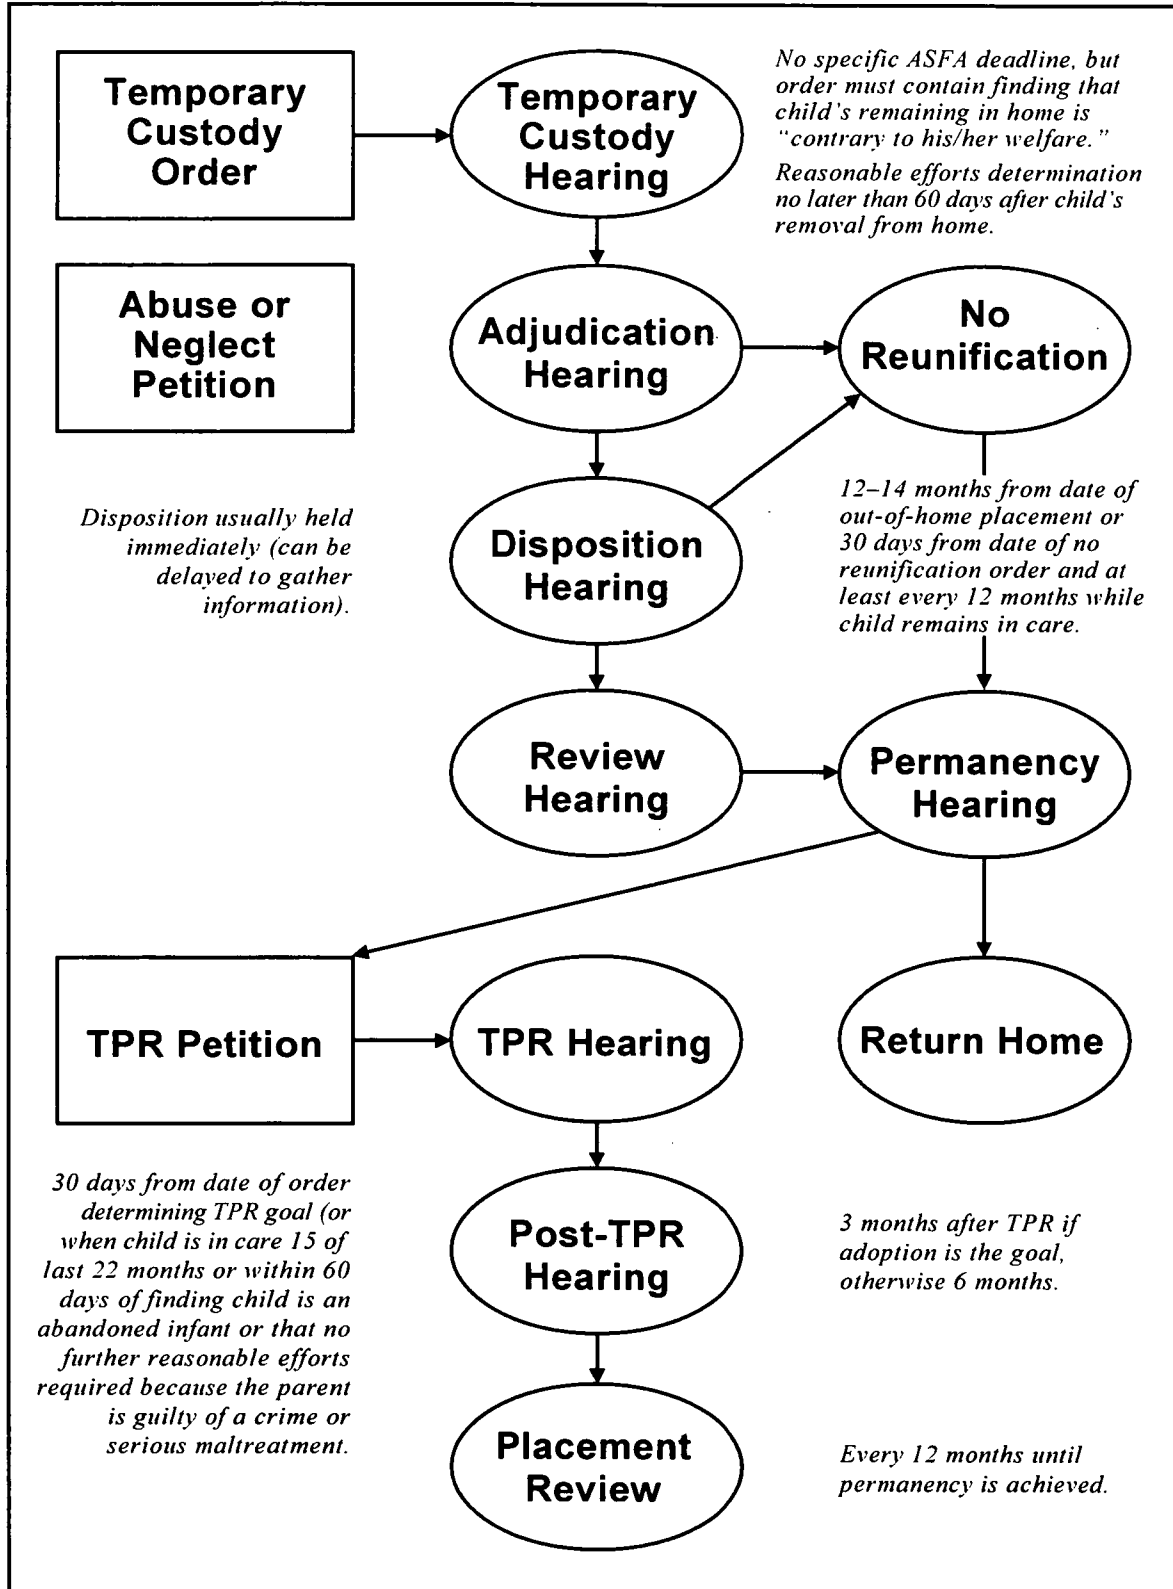 Temporary
Custody
Order
Temporary
Custody
Hearing
No specific ASFA deadline, but
order must contain finding that
child's remaining in home is
"contrary to his/her welfare."
Reasonable efforts determination
no later than 60 days after child's
removal from home.
Abuse or
Neglect
Petition
Adjudication
Hearing
No
Reunification
Disposition usually held
immediately (can be
delayed to gather
information).
Disposition
Hearing
12–14 months from date of
out-of-home placement or
30 days from date of no
reunification order and at
least every 12 months while
child remains in care.
Review
Hearing
Permanency
Hearing
TPR Petition
TPR Hearing
Return Home
30 days from date of order
determining TPR goal (or
when child is in care 15 of
last 22 months or within 60
days of finding child is an
abandoned infant or that no
further reasonable efforts
required because the parent
is guilty of a crime or
serious maltreatment.
Post-TPR
Hearing
3 months after TPR if
adoption is the goal,
otherwise 6 months.
Placement
Review
Every 12 months until
permanency is achieved.